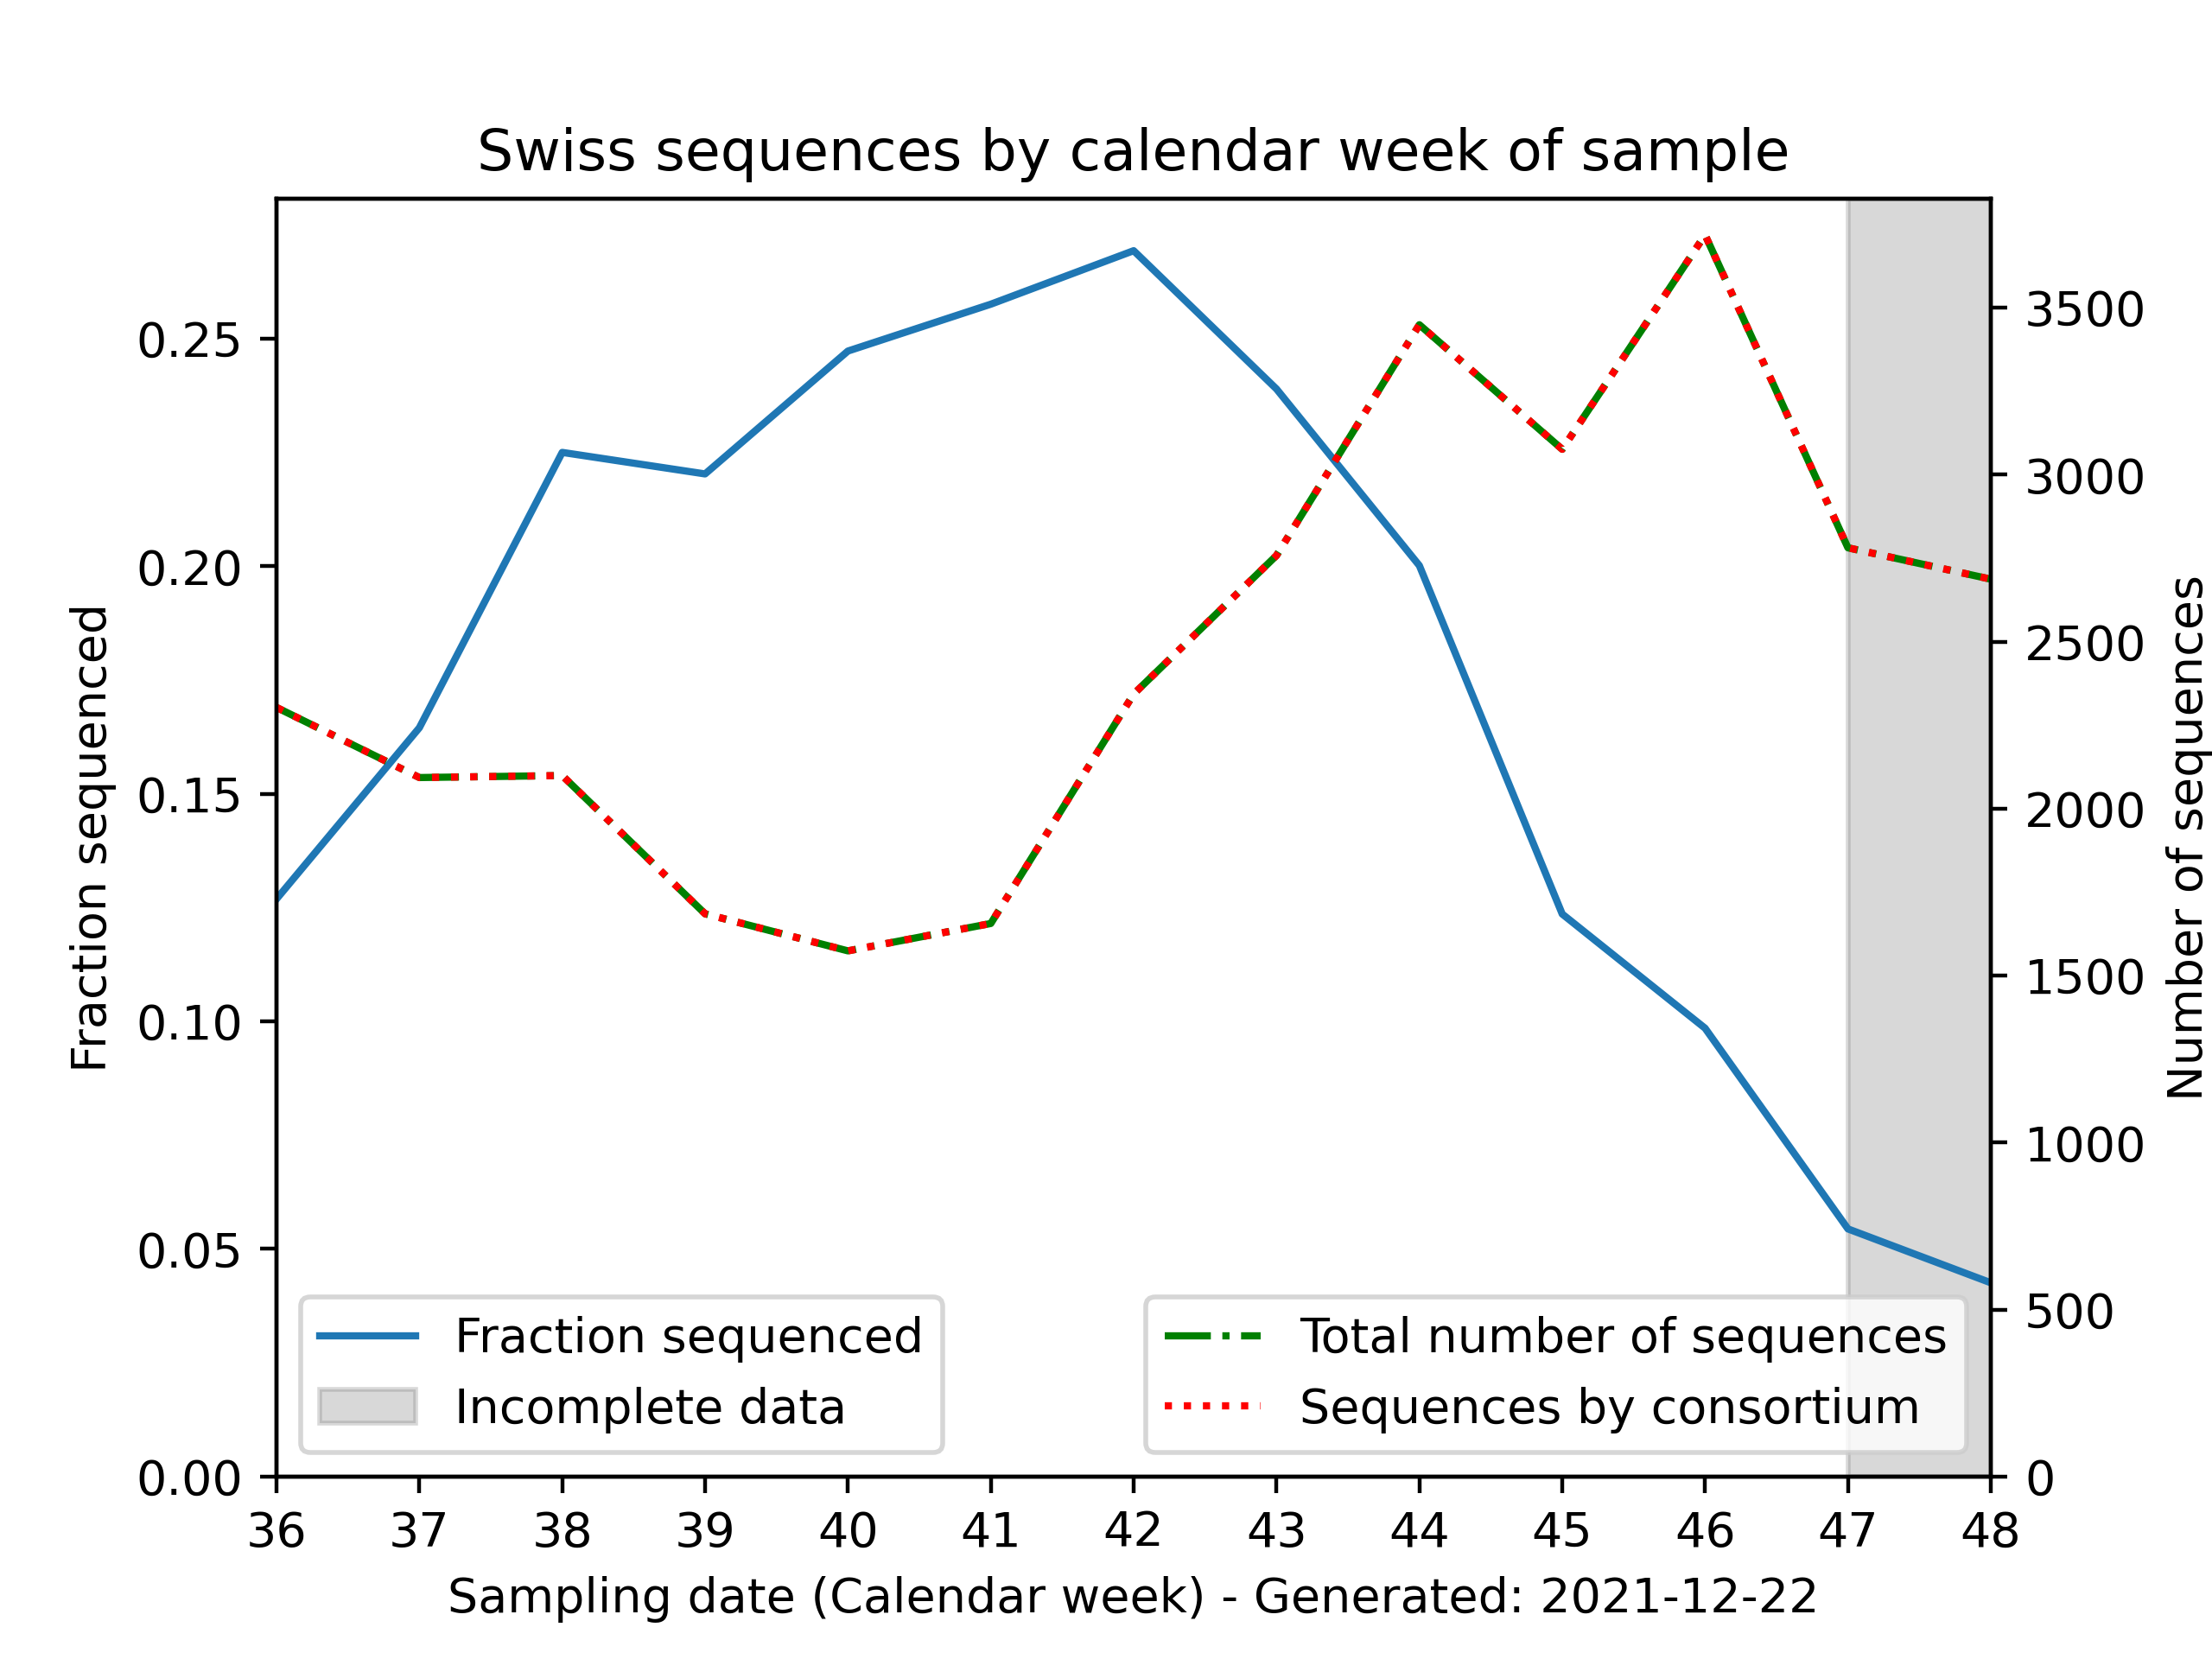 Swiss sequences by calendar week of sample
0.25
0.20
0.15
0.10
0.05
0.00
Fraction sequenced
3500
3000
2500
2000
1500
1000
500
0
Number of sequences
Fraction sequenced
Incomplete data
Total number of sequences
Sequences by consortium
36 37 38 39 40 41 42 43 44 45 46 47 48
Sampling date (Calendar week) - Generated: 2021-12-22